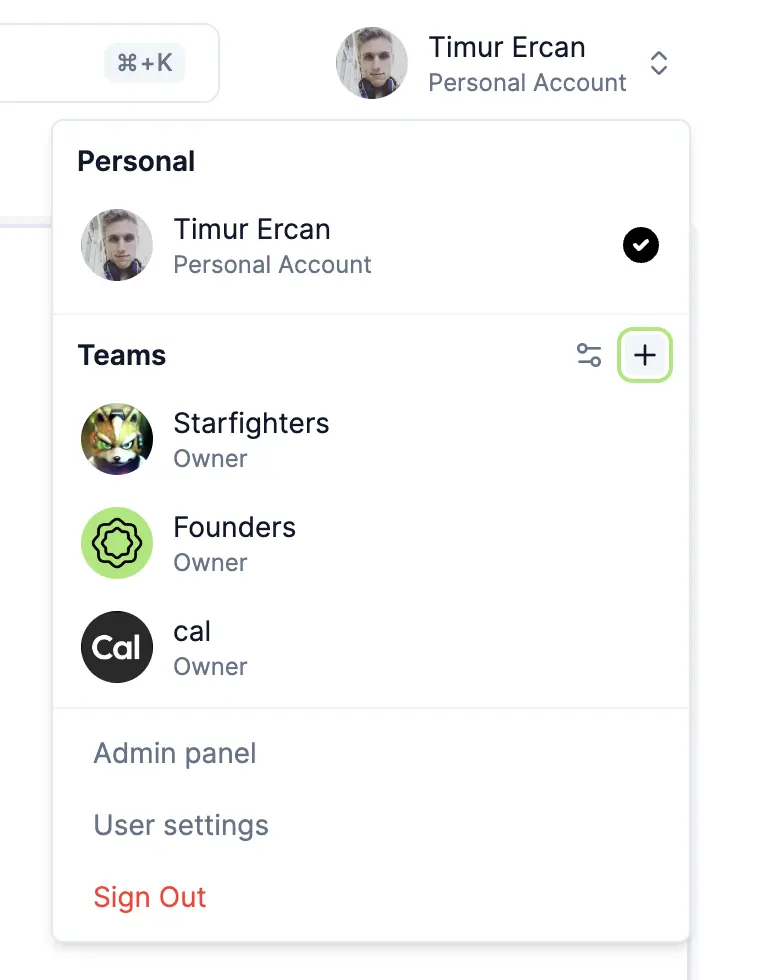 ⌘+K
Timur Ercan
Personal Account
Personal
Timur Ercan
Personal Account
Teams
Starfighters
Owner
Founders
Owner
Cal
cal
Owner
Admin panel
User settings
Sign Out